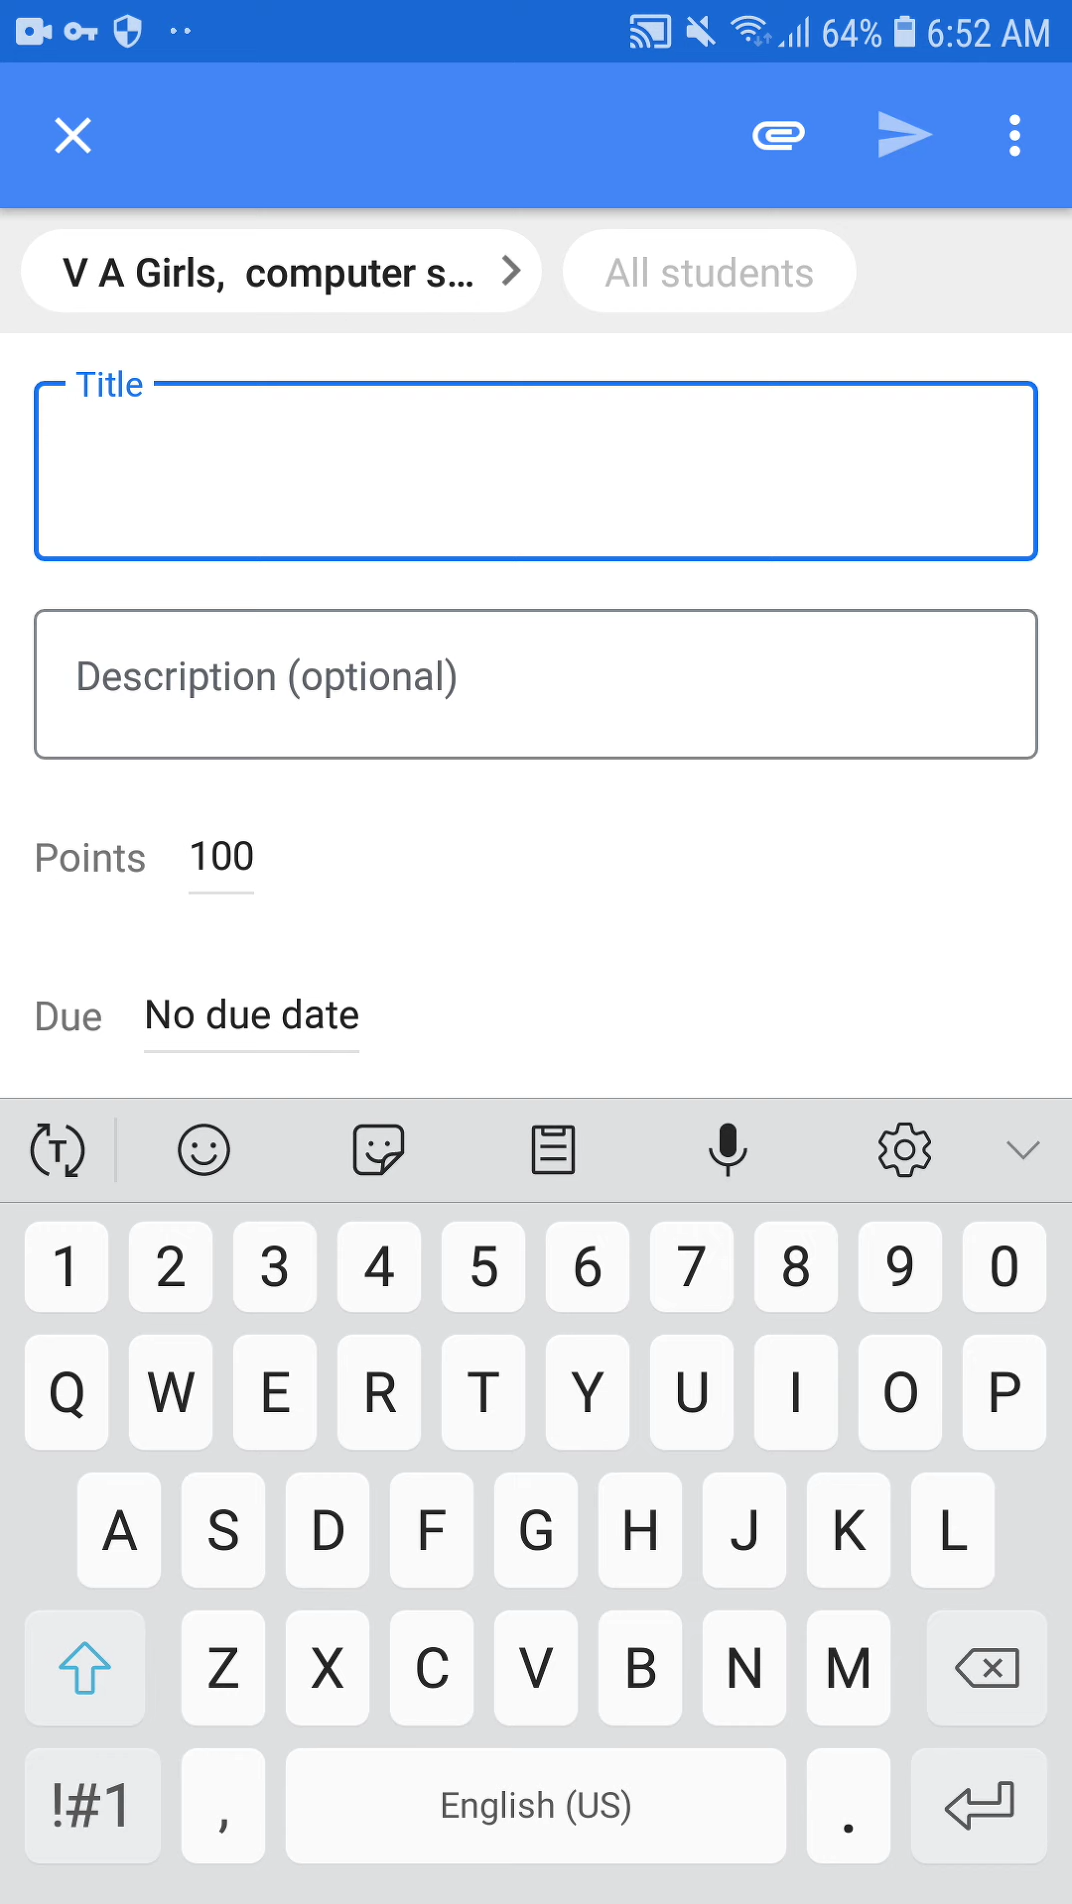 64% 6:52 AM
V A Girls, computer s... All students
Title
Description (optional)
Points 100
Due No due date
T
1 2 3 4 5 6 7 8 9 0
Q W E R T Y U I O P
A S D F G H J K L
Z X C V B N M
!#1 , English (US) .